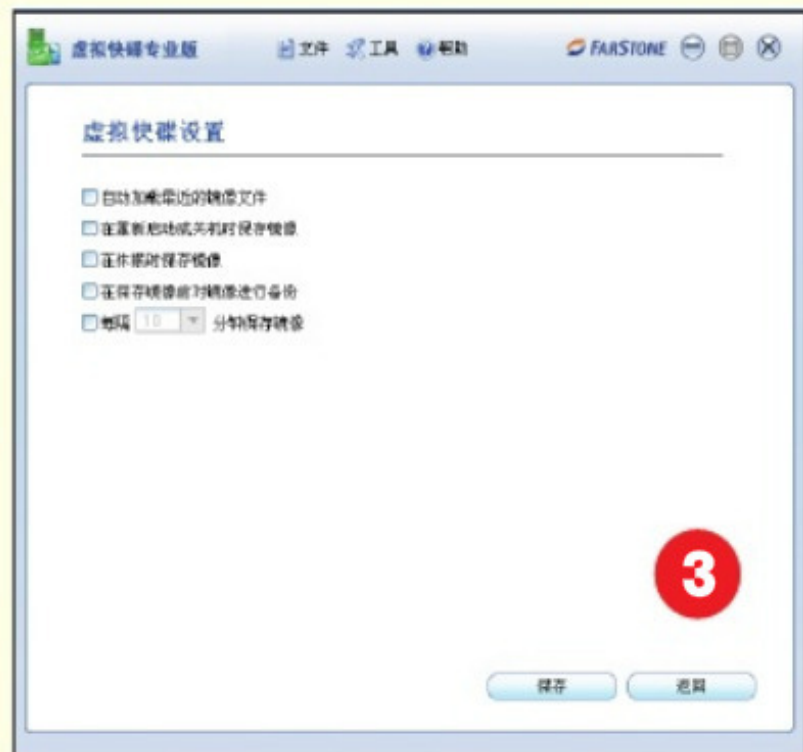 虚拟快碟专业版 文件 工具 帮助 FARSTONE
虚拟快碟设置
自动加载最近的镜像文件
在重新启动或关机时保存镜像
在休眠时保存镜像
在保存镜像前对镜像进行备份
每隔 10 分钟保存镜像
3
保存 返回